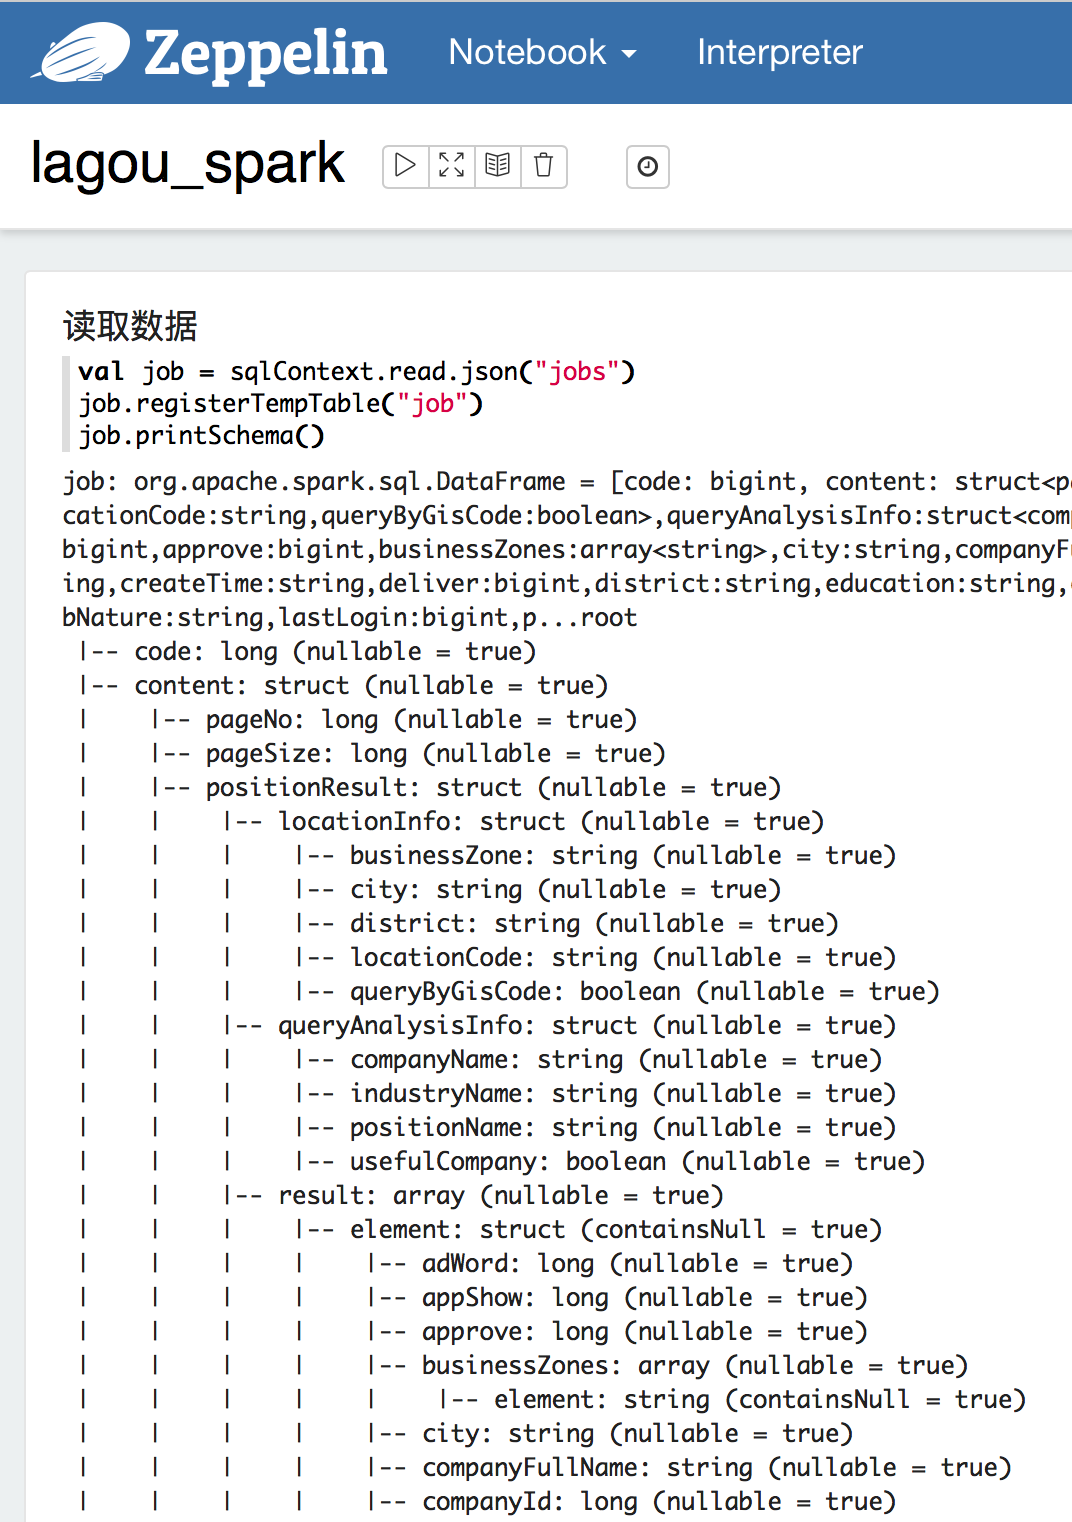 Zeppelin Notebook Interpreter
lagou_spark
读取数据
val job = sqlContext.read.json("jobs")
job.registerTempTable("job")
job.printSchema()
job: org.apache.spark.sql.DataFrame = [code: bigint, content: struct<p
cationCode:string,queryByGisCode:boolean>,queryAnalysisInfo:struct<com
bigint,approve:bigint,businessZones:array<string>,city:string,companyF
ing,createTime:string,deliver:bigint,district:string,education:string,
bNature:string,lastLogin:bigint,p...root
|-- code: long (nullable = true)
|-- content: struct (nullable = true)
|    |-- pageNo: long (nullable = true)
|    |-- pageSize: long (nullable = true)
|    |-- positionResult: struct (nullable = true)
|    |    |-- locationInfo: struct (nullable = true)
|    |    |    |-- businessZone: string (nullable = true)
|    |    |    |-- city: string (nullable = true)
|    |    |    |-- district: string (nullable = true)
|    |    |    |-- locationCode: string (nullable = true)
|    |    |    |-- queryByGisCode: boolean (nullable = true)
|    |    |-- queryAnalysisInfo: struct (nullable = true)
|    |    |    |-- companyName: string (nullable = true)
|    |    |    |-- industryName: string (nullable = true)
|    |    |    |-- positionName: string (nullable = true)
|    |    |    |-- usefulCompany: boolean (nullable = true)
|    |    |-- result: array (nullable = true)
|    |    |    |-- element: struct (containsNull = true)
|    |    |    |    |-- adWord: long (nullable = true)
|    |    |    |    |-- appShow: long (nullable = true)
|    |    |    |    |-- approve: long (nullable = true)
|    |    |    |    |-- businessZones: array (nullable = true)
|    |    |    |    |    |-- element: string (containsNull = true)
|    |    |    |    |-- city: string (nullable = true)
|    |    |    |    |-- companyFullName: string (nullable = true)
|    |    |    |    |-- companyId: long (nullable = true)